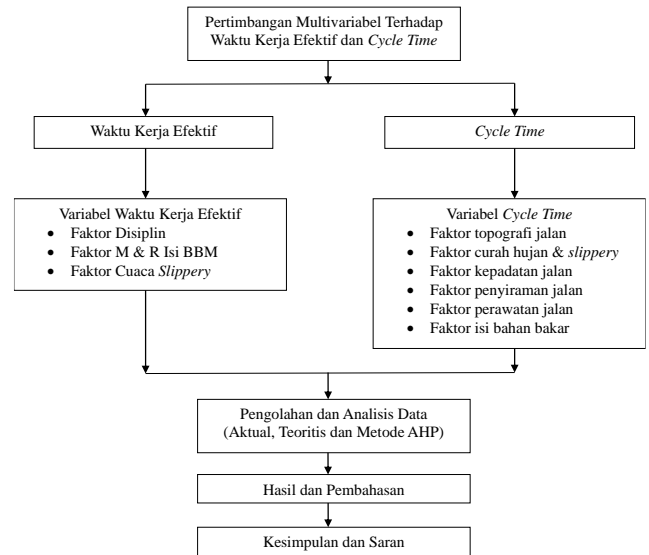 Pertimbangan Multivariabel Terhadap
Waktu Kerja Efektif dan Cycle Time
Waktu Kerja Efektif
Cycle Time
Variabel Waktu Kerja Efektif
• Faktor Disiplin
• Faktor M & R Isi BBM
• Faktor Cuaca Slippery
Variabel Cycle Time
• Faktor topografi jalan
• Faktor curah hujan & slippery
• Faktor kepadatan jalan
• Faktor penyiraman jalan
• Faktor perawatan jalan
• Faktor isi bahan bakar
Pengolahan dan Analisis Data
(Aktual, Teoritis dan Metode AHP)
Hasil dan Pembahasan
Kesimpulan dan Saran